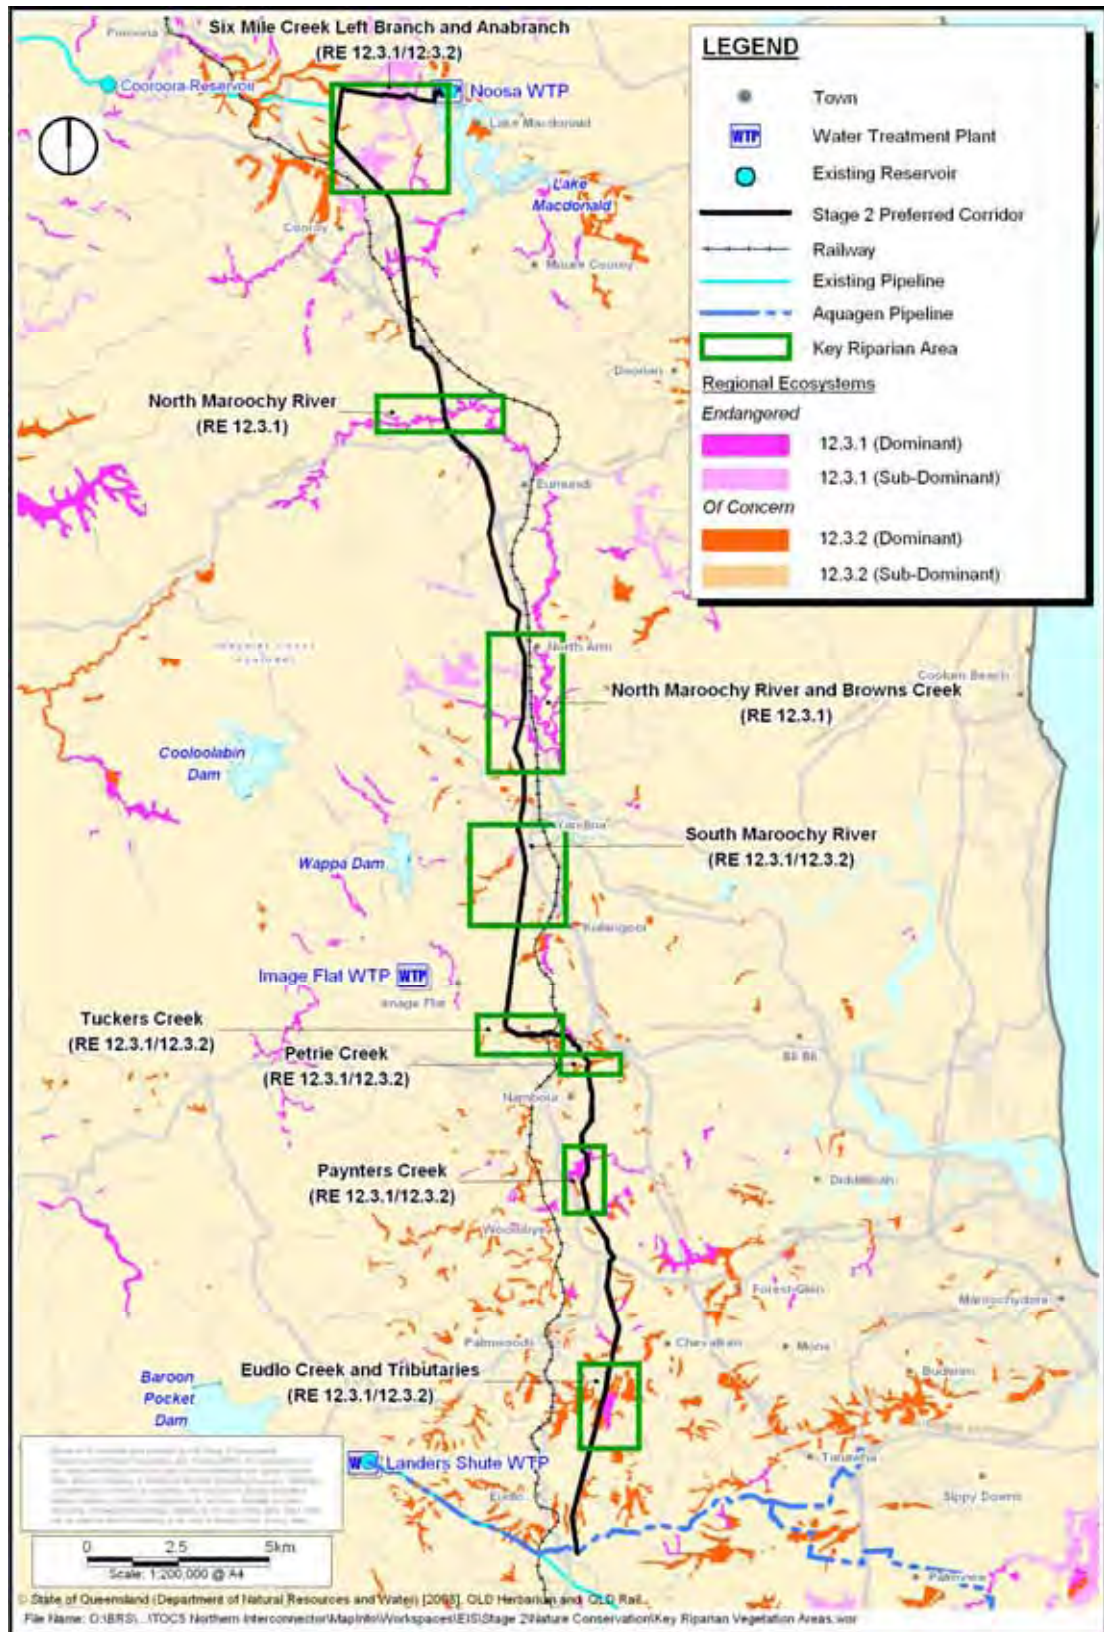 Six Mile Creek Left Branch and Anabranch
(RE 12.3.1/12.3.2)
Pomona
Cooroora Reservoir
Noosa WTP
Lake Macdonald
Lake
Macdonald
Cooroy
Mount Cooroy
Doonan
LEGEND
Town
WTP
Water Treatment Plant
Existing Reservoir
Stage 2 Preferred Corridor
Railway
Existing Pipeline
Aquagen Pipeline
Key Riparian Area
Regional Ecosystems
Endangered
12.3.1 (Dominant)
12.3.1 (Sub-Dominant)
Of Concern
12.3.2 (Dominant)
12.3.2 (Sub-Dominant)
North Maroochy River
(RE 12.3.1)
Eumundi
North Arm
Coolum Beach
North Maroochy River and Browns Creek
(RE 12.3.1)
Cooloolabin
Dam
Yandina
South Maroochy River
(RE 12.3.1/12.3.2)
Wappa Dam
Kulangoor
Image Flat WTP
WTP
Image Flat
Tuckers Creek
(RE 12.3.1/12.3.2)
Petrie Creek
(RE 12.3.1/12.3.2)
Bli Bli
Nambour
Paynters Creek
(RE 12.3.1/12.3.2)
Diddillibah
Woombye
Forest Glen
Maroochydore
Palmwoods
Chevallum
Mons
Buderim
Eudlo Creek and Tributaries
(RE 12.3.1/12.3.2)
Baroon
Pocket
Dam
Landers Shute WTP
Tanawha
Eudlo
Sippy Downs
Palmview
0 2.5 5km
Scale: 1:200,000 @ A4
© State of Queensland (Department of Natural Resources and Water) [2008], QLD Herbarium and QLD Rail.